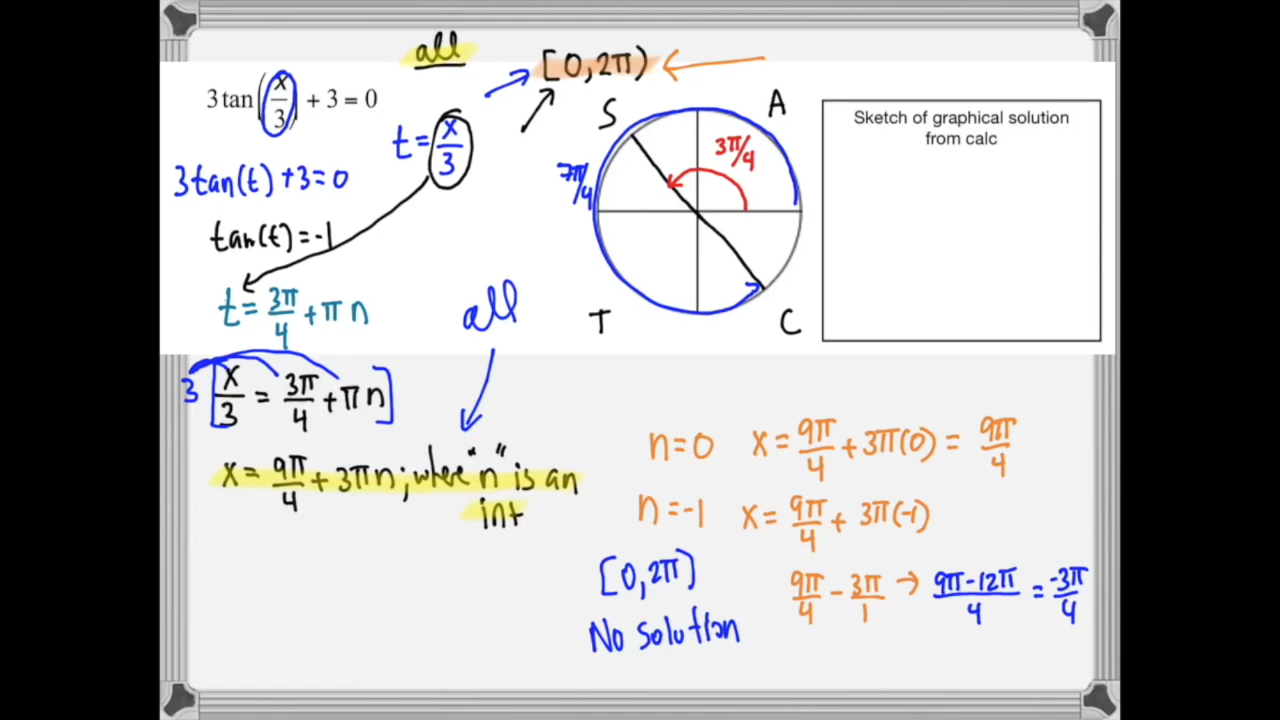 all
[0, 2π)
3 tan(x/3) + 3 = 0
t = x/3
3tan(t) + 3 = 0
tan(t) = -1
t = 3π/4 + π n
3[x/3 = 3π/4 + π n]
all
x = 9π/4 + 3π n ; where "n" is an
int
S
A
3π/4
7π/4
T
C
Sketch of graphical solution
from calc
n = 0 x = 9π/4 + 3π(0) = 9π/4
n = -1 x = 9π/4 + 3π(-1)
9π/4 - 3π/1 → 9π-12π/4 = -3π/4
[0, 2π)
No solution